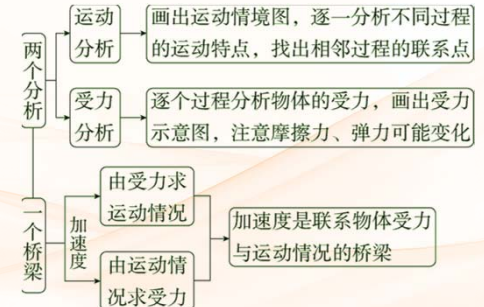 两个分析
运动
分析
画出运动情境图，逐一分析不同过程
的运动特点，找出相邻过程的联系点
受力
分析
逐个过程分析物体的受力，画出受力
示意图，注意摩擦力、弹力可能变化
一个桥梁
加速度
由受力求
运动情况
由运动情
况求受力
加速度是联系物体受力
与运动情况的桥梁